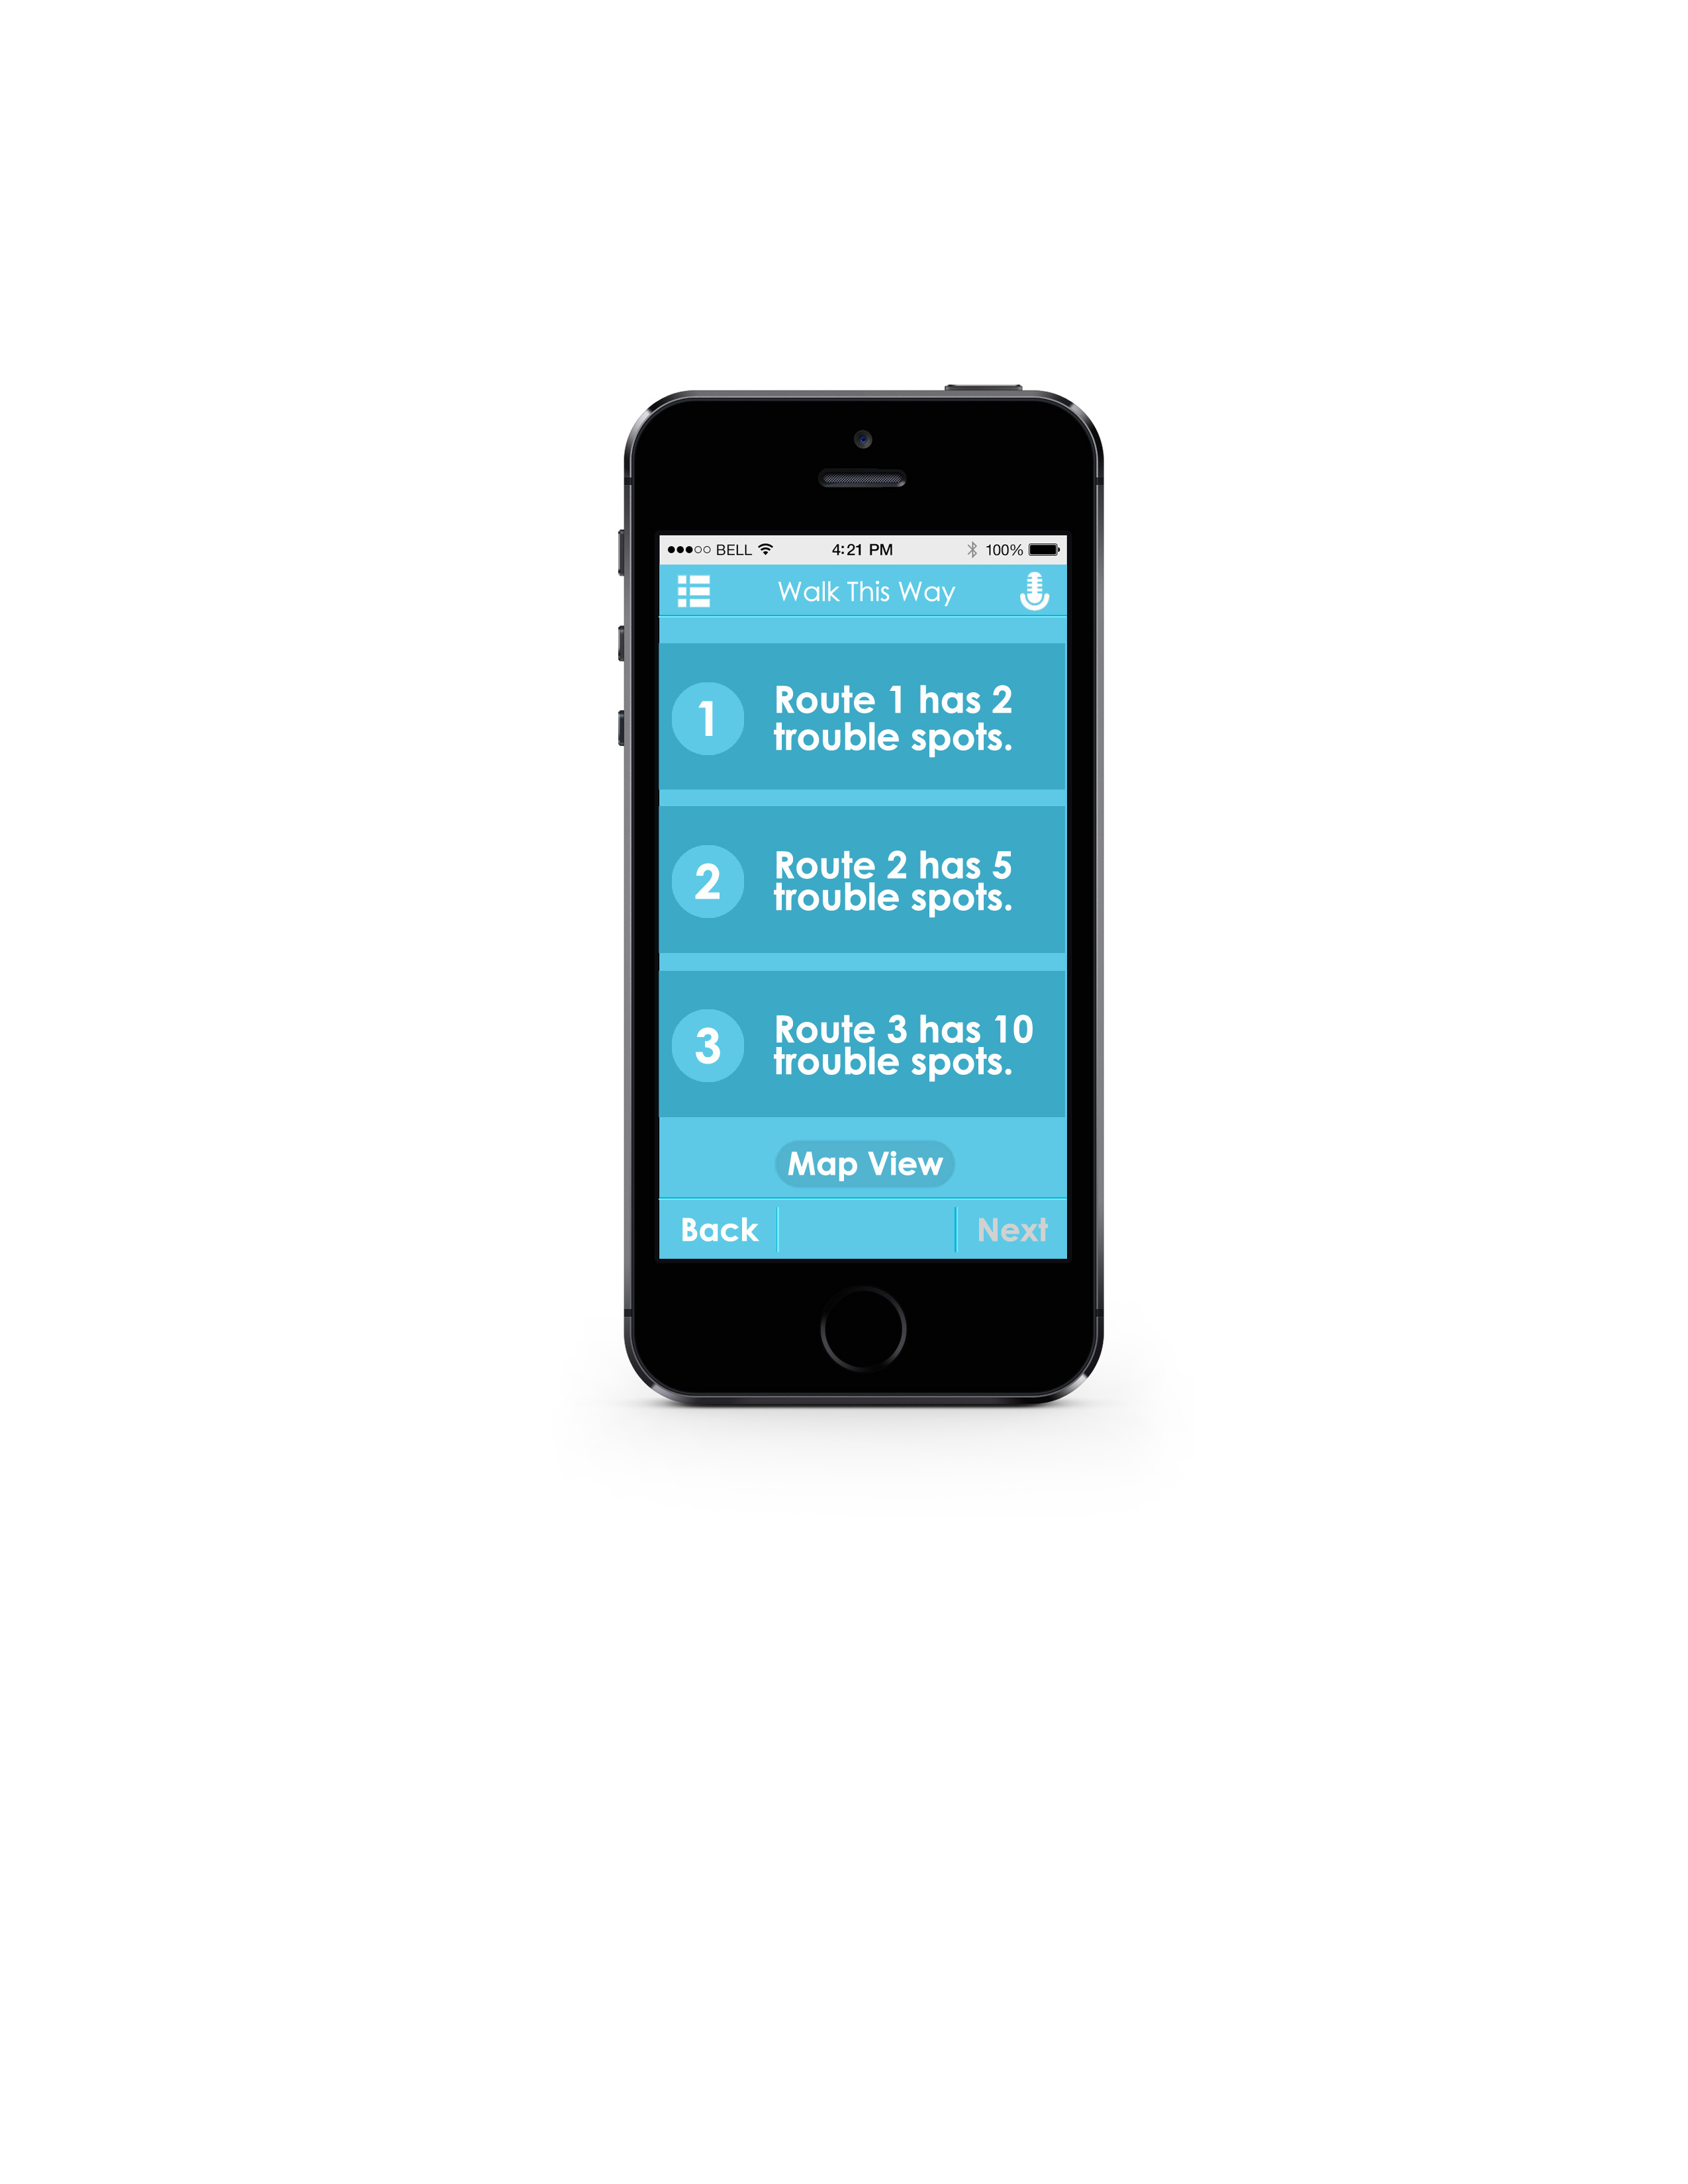 BELL 4:21 PM 100%
Walk This Way
1
Route 1 has 2
trouble spots.
2
Route 2 has 5
trouble spots.
3
Route 3 has 10
trouble spots.
Map View
Back Next